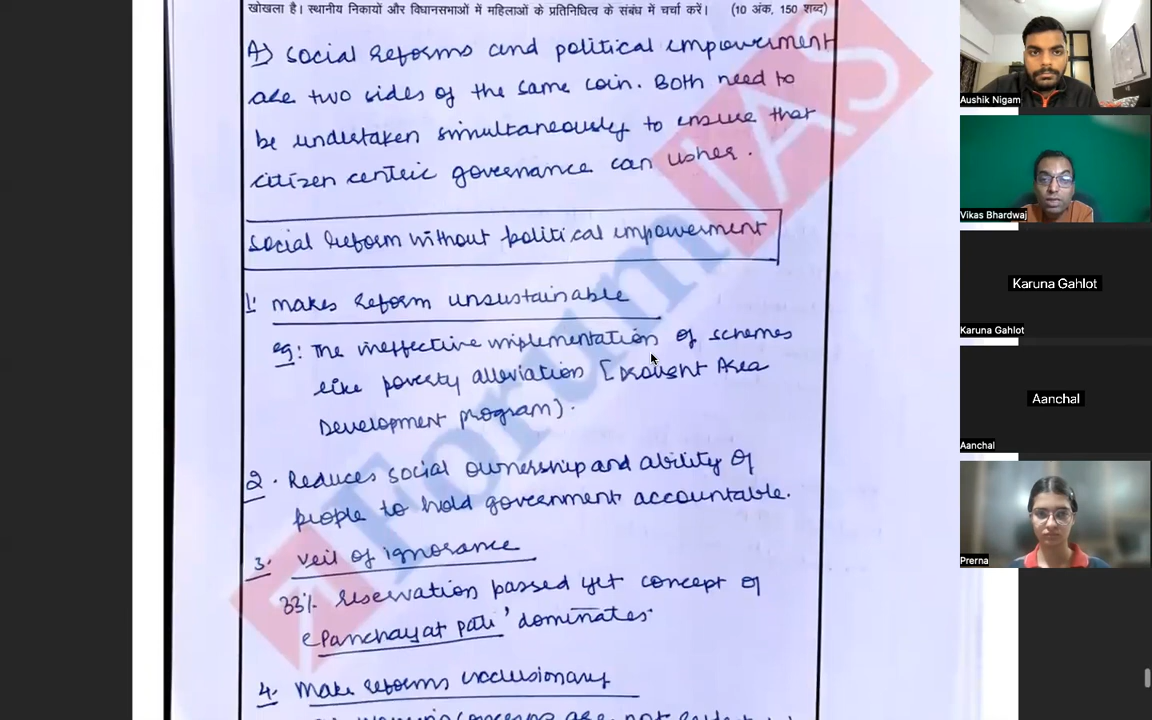 खोखला है। स्थानीय निकायों और विधानसभाओं में महिलाओं के प्रतिनिधित्व के संबंध में चर्चा करें। (10 अंक, 150 शब्द)
A) social reforms and political empowerment
are two sides of the same coin. Both need to
be undertaken simultaneously to ensure that
citizen centric governance can usher.
social Reform without political empowerment
1. makes reform unsustainable
eg: The ineffective implementation of schemes
like poverty alleviation [Drought Area
Development program].
2. Reduces social ownership and ability of
people to hold government accountable.
3. veil of ignorance
33% reservation passed yet concept of
'Panchayat pati' dominates.
4. Make reforms
concerns are not
ForumIAS
Aushik Nigam
Vikas Bhardwaj
Karuna Gahlot
Karuna Gahlot
Aanchal
Aanchal
Prerna